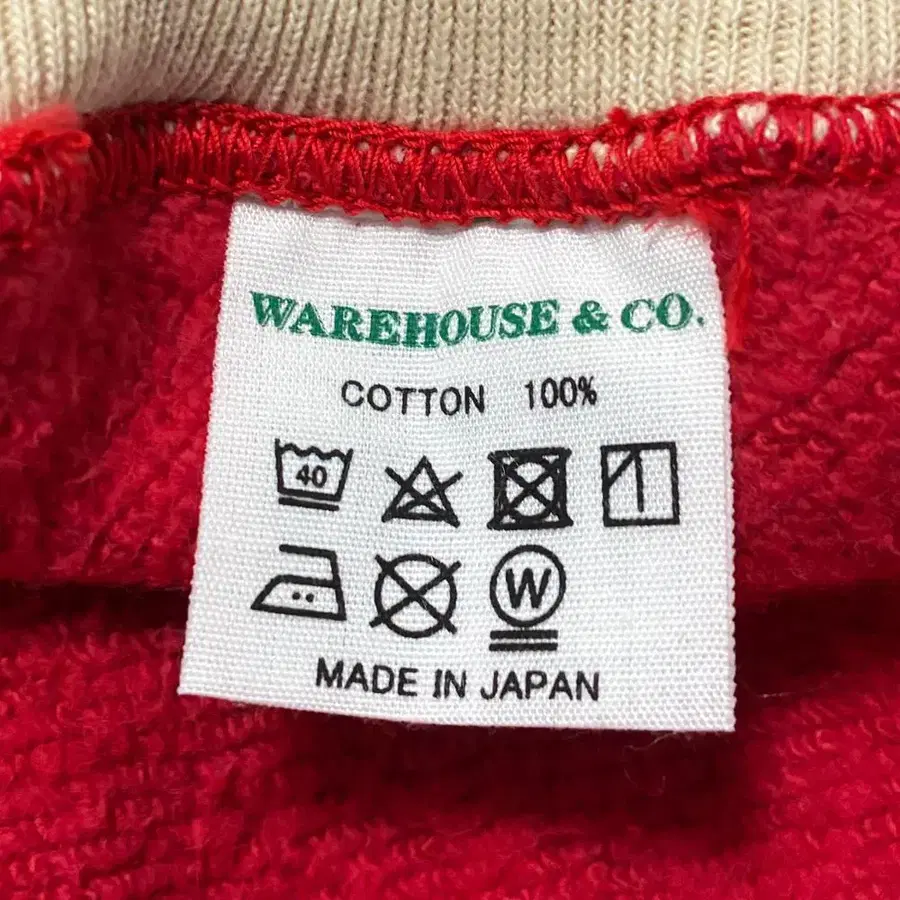 WAREHOUSE & CO.
COTTON 100%
40
W
MADE IN JAPAN